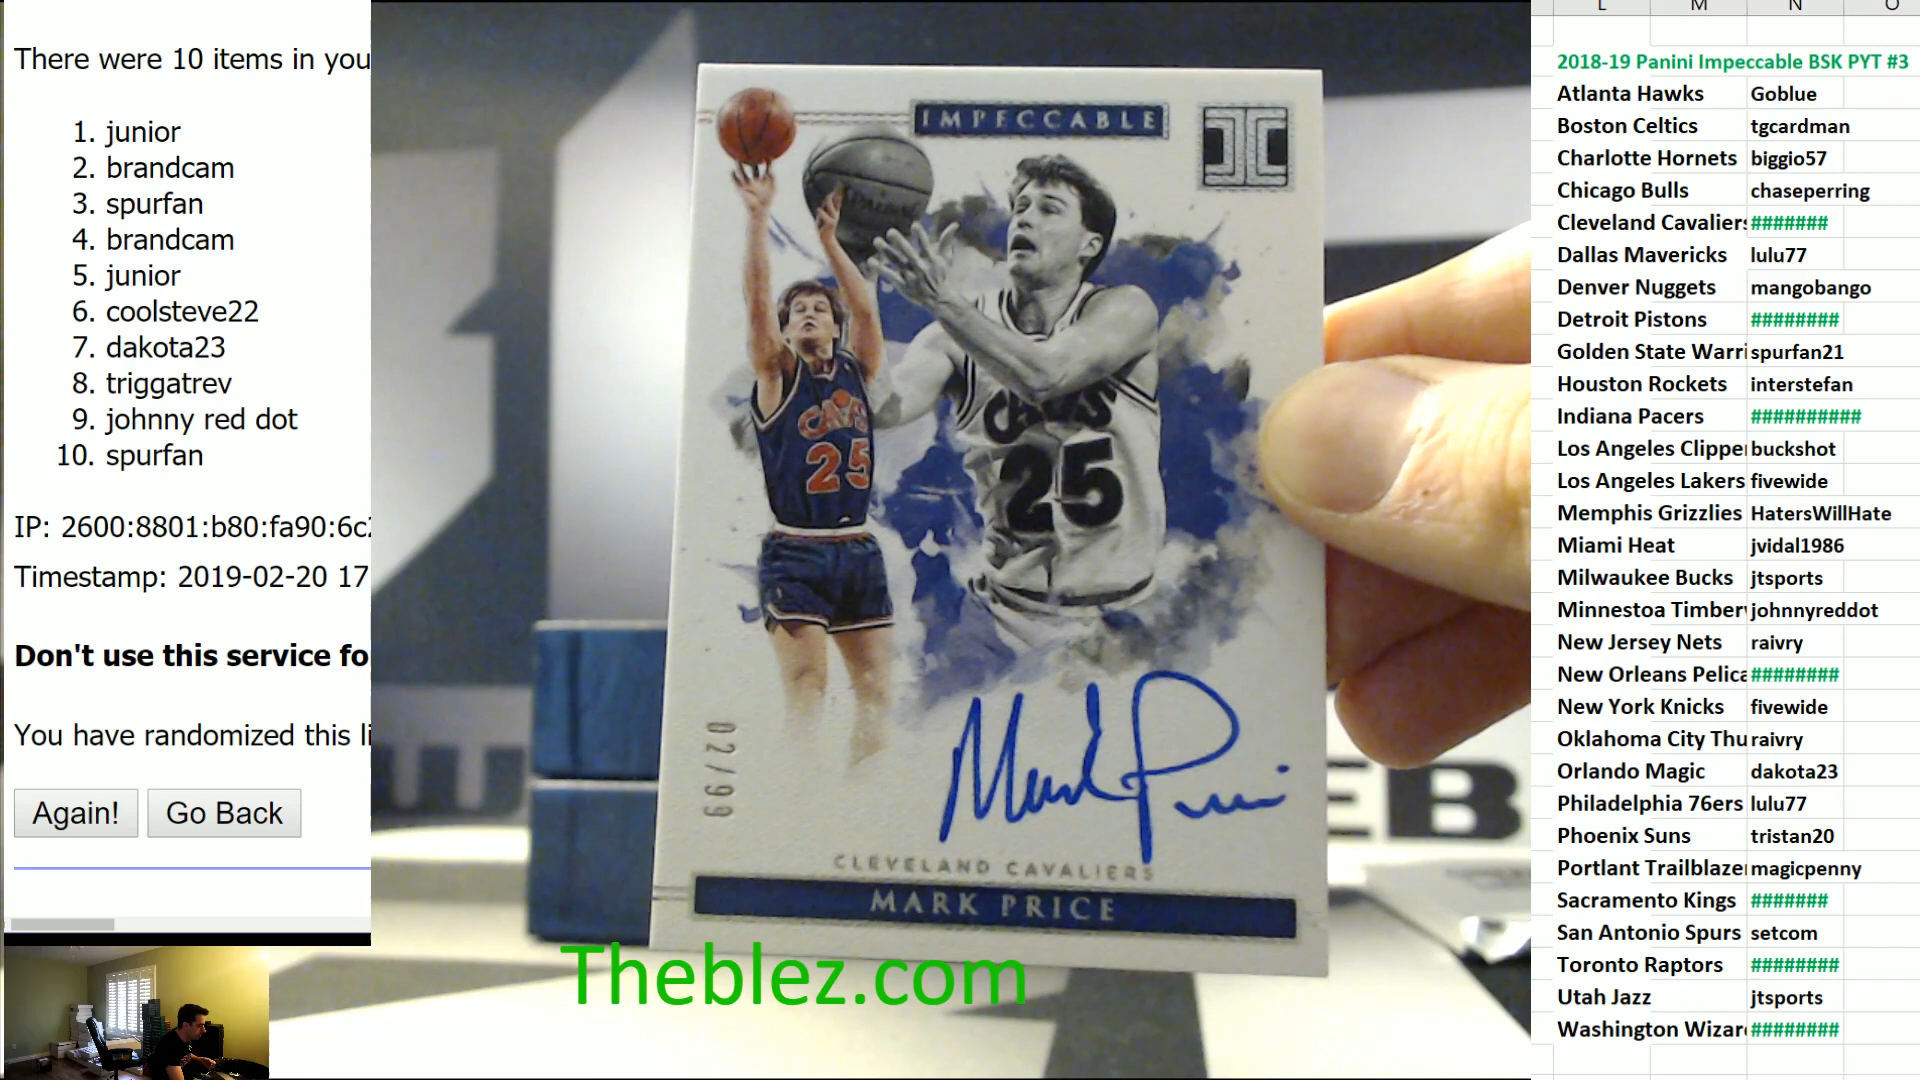 There were 10 items in you
1. junior
2. brandcam
3. spurfan
4. brandcam
5. junior
6. coolsteve22
7. dakota23
8. triggatrev
9. johnny red dot
10. spurfan
IP: 2600:8801:b80:fa90:6c
Timestamp: 2019-02-20 17
Don't use this service fo
You have randomized this li
Again! Go Back
IMPECCABLE
CAVS
25
CAVS
25
02/99
Mark Price
CLEVELAND CAVALIERS
MARK PRICE
EB
Theblez.com
L M N O
2018-19 Panini Impeccable BSK PYT #3
Atlanta Hawks Goblue
Boston Celtics tgcardman
Charlotte Hornets biggio57
Chicago Bulls chaseperring
Cleveland Cavaliers #######
Dallas Mavericks lulu77
Denver Nuggets mangobango
Detroit Pistons ########
Golden State Warri spurfan21
Houston Rockets interstefan
Indiana Pacers ##########
Los Angeles Clippe buckshot
Los Angeles Lakers fivewide
Memphis Grizzlies HatersWillHate
Miami Heat jvidal1986
Milwaukee Bucks jtsports
Minnestoa Timber johnnyreddot
New Jersey Nets raivry
New Orleans Pelica ########
New York Knicks fivewide
Oklahoma City Thu raivry
Orlando Magic dakota23
Philadelphia 76ers lulu77
Phoenix Suns tristan20
Portlant Trailblaze magicpenny
Sacramento Kings #######
San Antonio Spurs setcom
Toronto Raptors ########
Utah Jazz jtsports
Washington Wizar ########